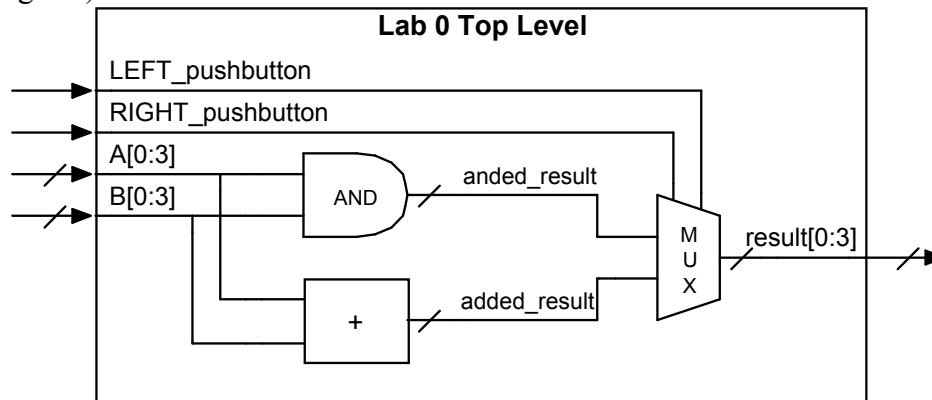 Lab 0 Top Level
LEFT_pushbutton
RIGHT_pushbutton
A[0:3]
B[0:3]
AND
anded_result
+
added_result
M
U
X
result[0:3]